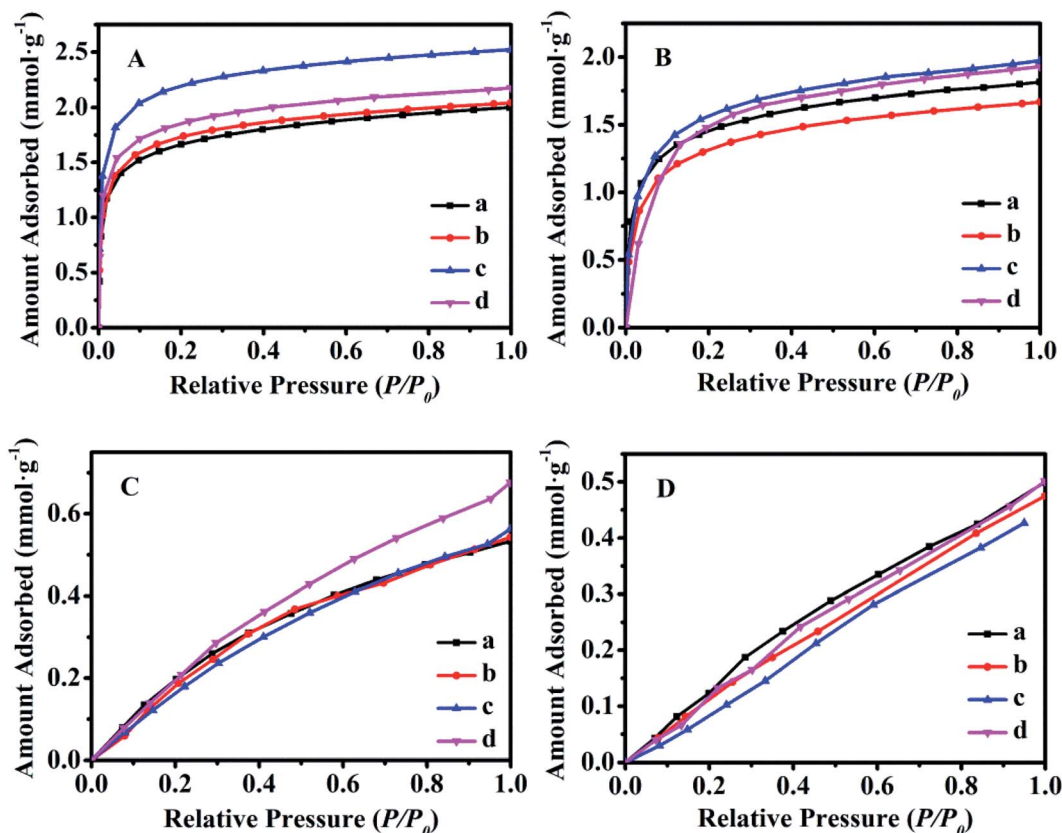 Amount Adsorbed (mmol·g⁻¹)
A
2.5
2.0
1.5
1.0
0.5
0.0
a
b
c
d
0.0 0.2 0.4 0.6 0.8 1.0
Relative Pressure (P/P₀)
Amount Adsorbed (mmol·g⁻¹)
B
2.0
1.5
1.0
0.5
0.0
a
b
c
d
0.0 0.2 0.4 0.6 0.8 1.0
Relative Pressure (P/P₀)
Amount Adsorbed (mmol·g⁻¹)
C
0.6
0.4
0.2
0.0
a
b
c
d
0.0 0.2 0.4 0.6 0.8 1.0
Relative Pressure (P/P₀)
Amount Adsorbed (mmol·g⁻¹)
D
0.5
0.4
0.3
0.2
0.1
0.0
a
b
c
d
0.0 0.2 0.4 0.6 0.8 1.0
Relative Pressure (P/P₀)